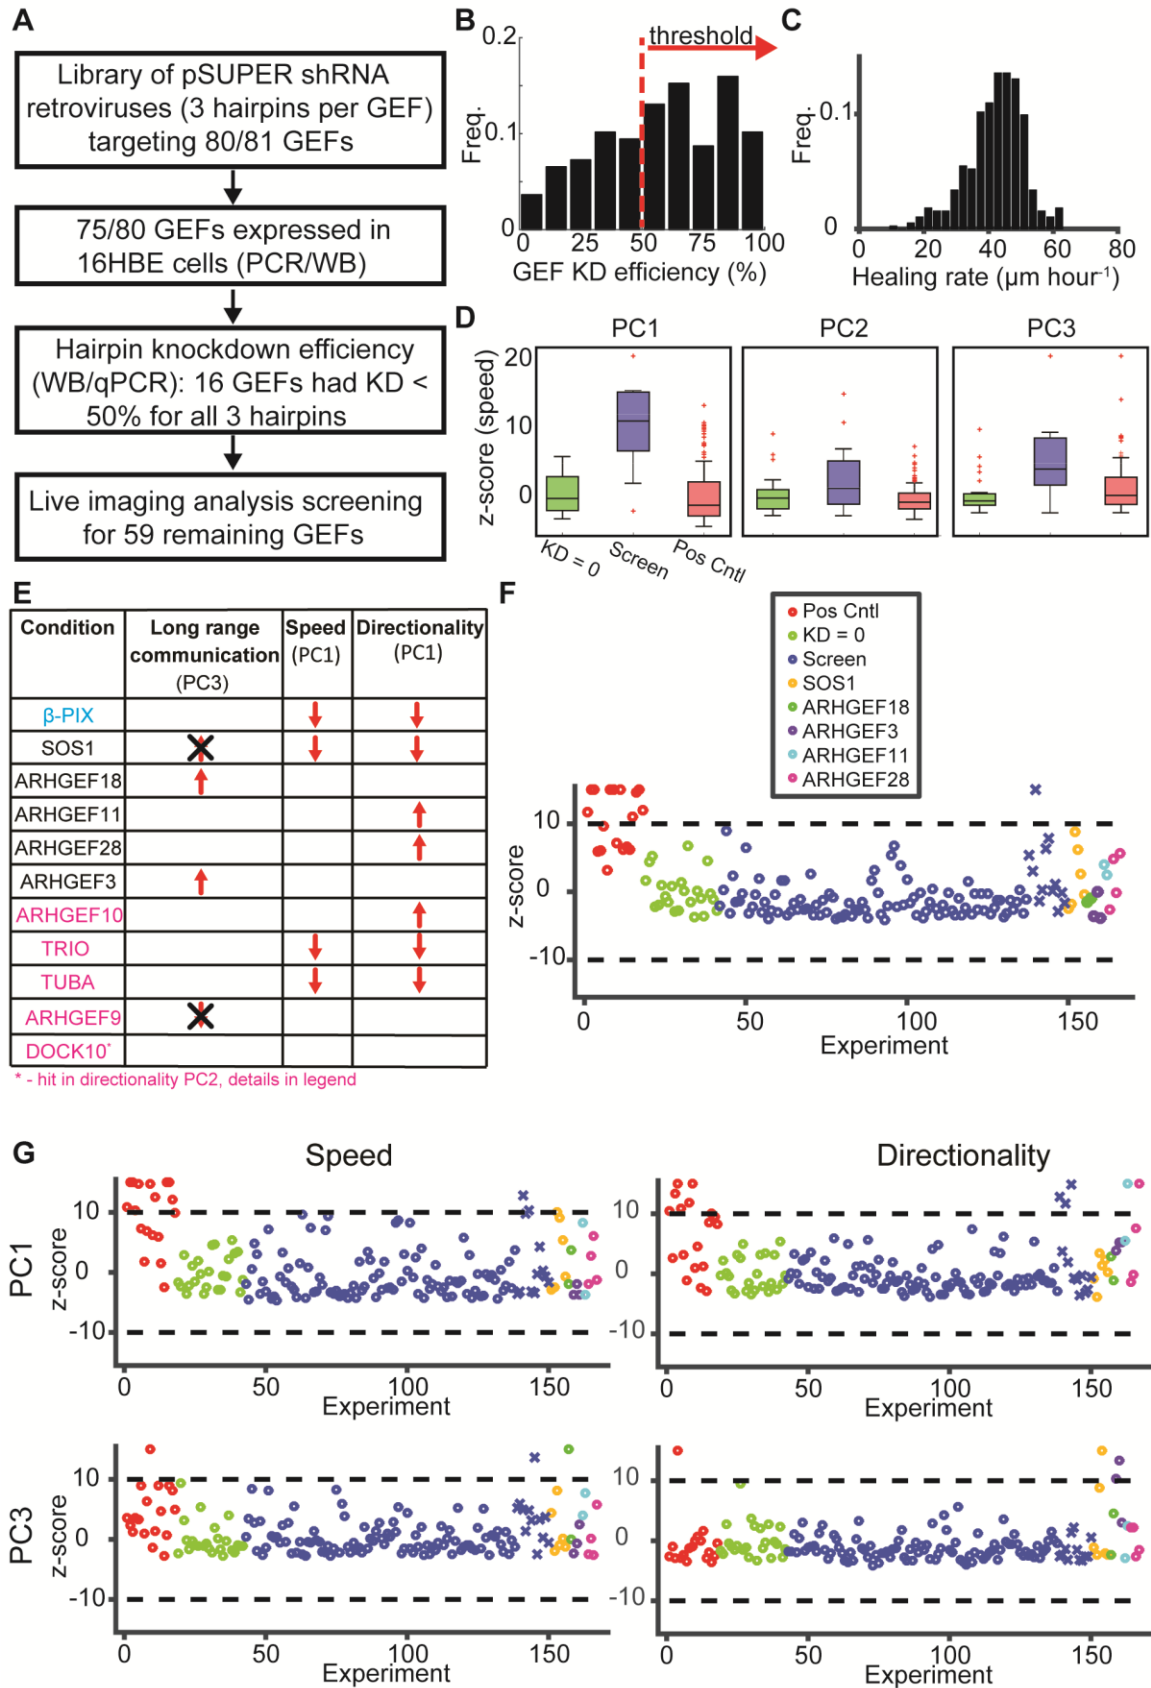 A
Library of pSUPER shRNA
retroviruses (3 hairpins per GEF)
targeting 80/81 GEFs
75/80 GEFs expressed in
16HBE cells (PCR/WB)
Hairpin knockdown efficiency
(WB/qPCR): 16 GEFs had KD <
50% for all 3 hairpins
Live imaging analysis screening
for 59 remaining GEFs
B
threshold
0.2
0.1
0
Freq.
0 25 50 75 100
GEF KD efficiency (%)
C
0.1
0
Freq.
0 20 40 60 80
Healing rate (µm hour⁻¹)
D
PC1 PC2 PC3
20
10
0
z-score (speed)
KD = 0 Screen Pos Cntl
E
Condition Long range communication (PC3) Speed (PC1) Directionality (PC1)
β-PIX
SOS1
ARHGEF18
ARHGEF11
ARHGEF28
ARHGEF3
ARHGEF10
TRIO
TUBA
ARHGEF9
DOCK10*
* - hit in directionality PC2, details in legend
F
Pos Cntl
KD = 0
Screen
SOS1
ARHGEF18
ARHGEF3
ARHGEF11
ARHGEF28
10
0
-10
z-score
0 50 100 150
Experiment
G
Speed Directionality
PC1
z-score
10
0
-10
0 50 100 150
Experiment
10
0
-10
0 50 100 150
Experiment
PC3
z-score
10
0
-10
0 50 100 150
Experiment
10
0
-10
0 50 100 150
Experiment